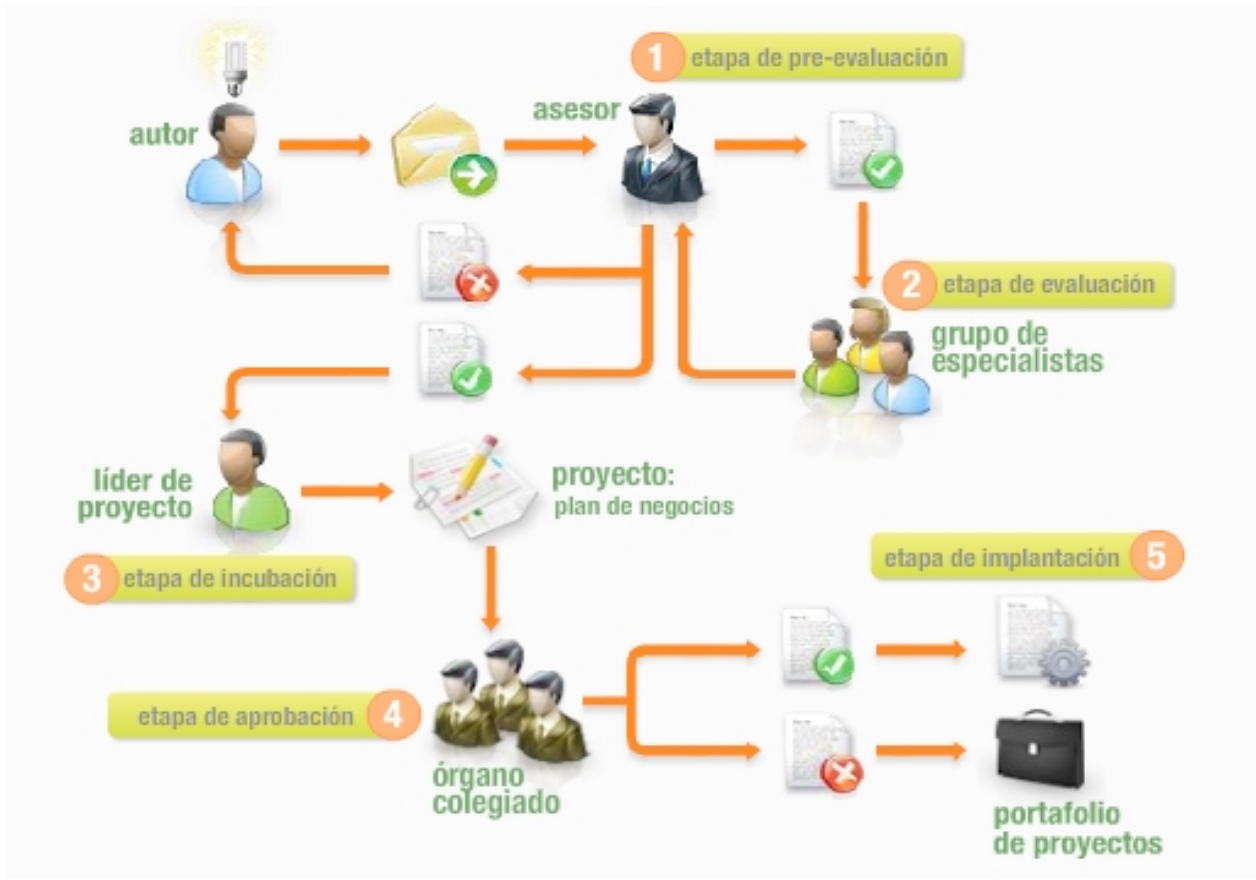 1 etapa de pre-evaluación
autor
asesor
2 etapa de evaluación
grupo de
especialistas
líder de
proyecto
proyecto:
plan de negocios
3 etapa de incubación
etapa de implantación 5
etapa de aprobación 4
órgano
colegiado
portafolio
de proyectos